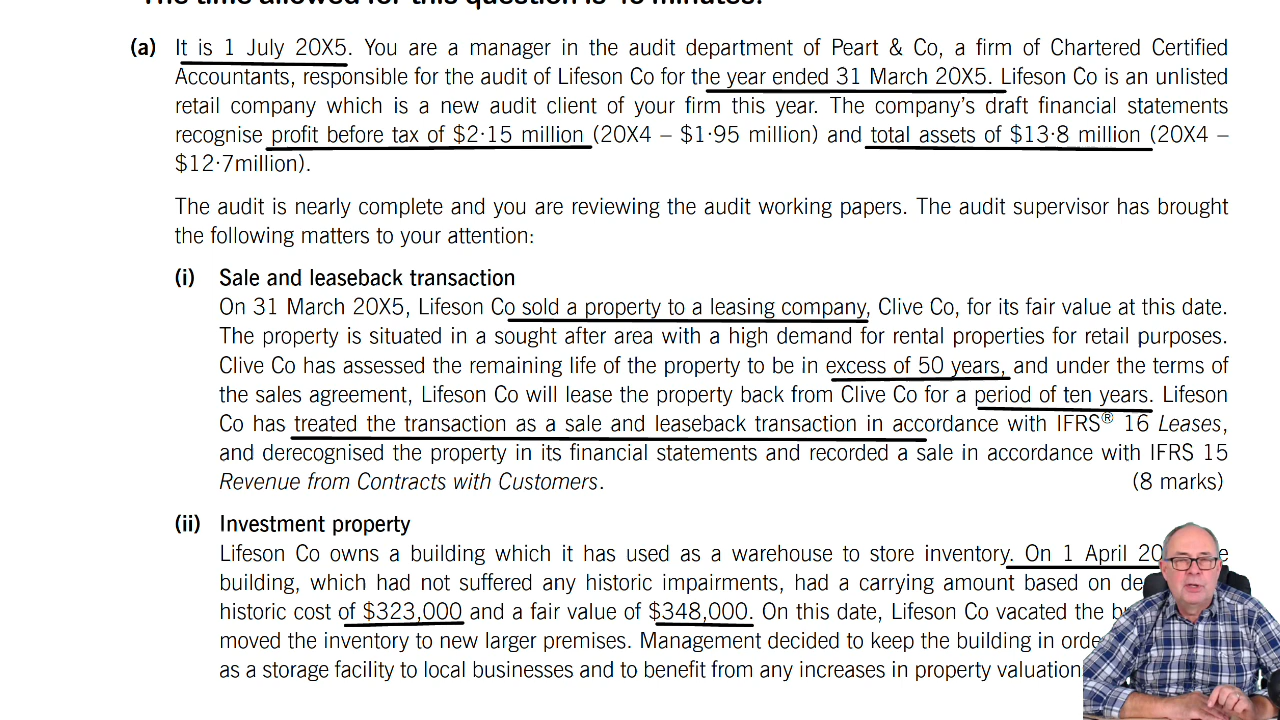 The time allowed for this question is 40 minutes.
(a) It is 1 July 20X5. You are a manager in the audit department of Peart & Co, a firm of Chartered Certified
Accountants, responsible for the audit of Lifeson Co for the year ended 31 March 20X5. Lifeson Co is an unlisted
retail company which is a new audit client of your firm this year. The company’s draft financial statements
recognise profit before tax of $2·15 million (20X4 – $1·95 million) and total assets of $13·8 million (20X4 –
$12·7million).
The audit is nearly complete and you are reviewing the audit working papers. The audit supervisor has brought
the following matters to your attention:
(i) Sale and leaseback transaction
On 31 March 20X5, Lifeson Co sold a property to a leasing company, Clive Co, for its fair value at this date.
The property is situated in a sought after area with a high demand for rental properties for retail purposes.
Clive Co has assessed the remaining life of the property to be in excess of 50 years, and under the terms of
the sales agreement, Lifeson Co will lease the property back from Clive Co for a period of ten years. Lifeson
Co has treated the transaction as a sale and leaseback transaction in accordance with IFRS® 16 Leases,
and derecognised the property in its financial statements and recorded a sale in accordance with IFRS 15
Revenue from Contracts with Customers. (8 marks)
(ii) Investment property
Lifeson Co owns a building which it has used as a warehouse to store inventory. On 1 April
building, which had not suffered any historic impairments, had a carrying amount based on
historic cost of $323,000 and a fair value of $348,000. On this date, Lifeson Co vacated the
moved the inventory to new larger premises. Management decided to keep the building in
as a storage facility to local businesses and to benefit from any increases in property